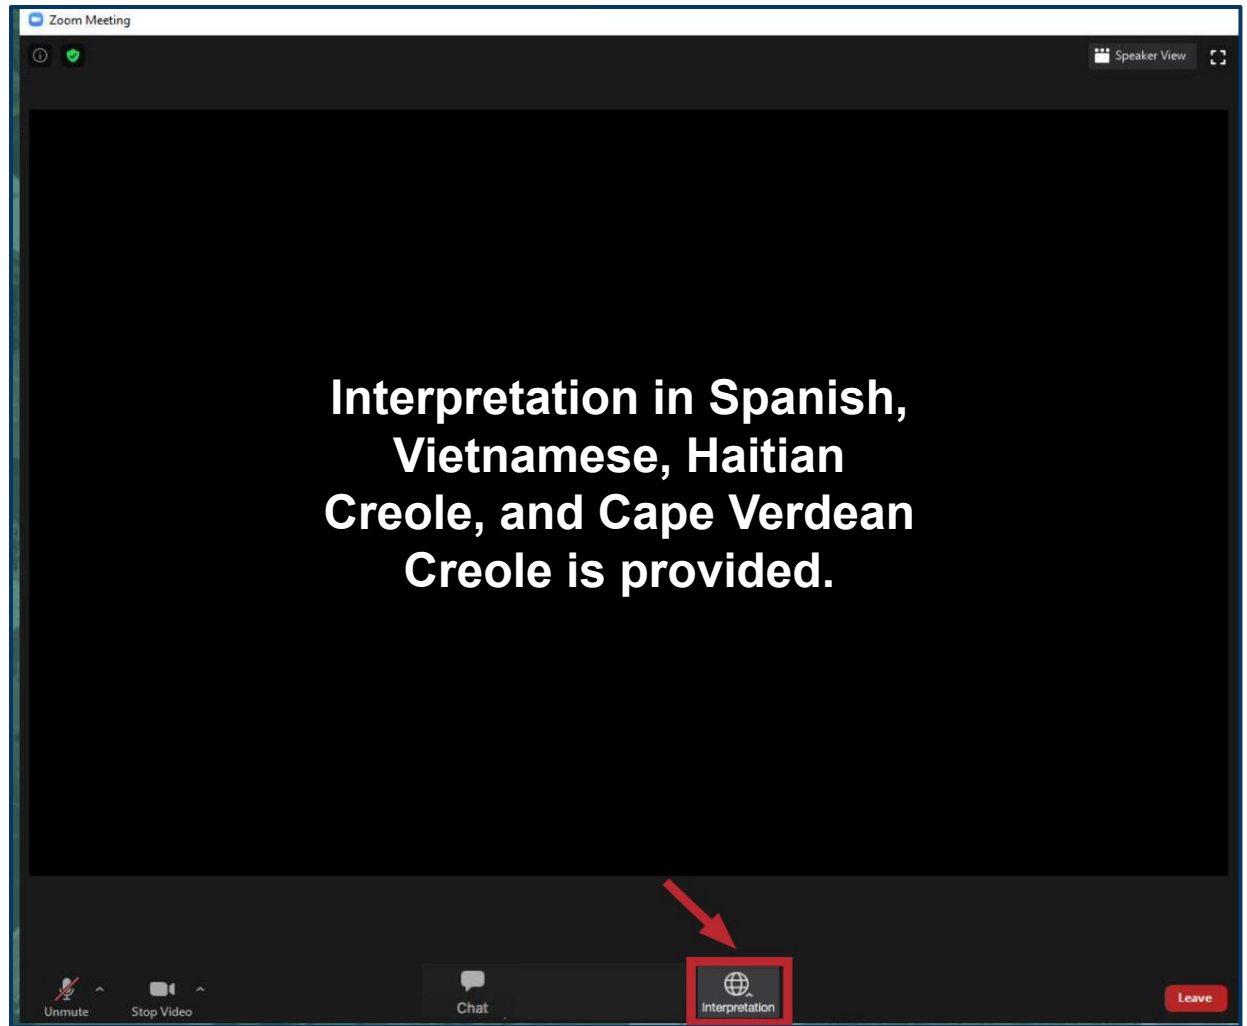 Zoom Meeting
Speaker View
Interpretation in Spanish,
Vietnamese, Haitian
Creole, and Cape Verdean
Creole is provided.
Unmute
Stop Video
Chat
Interpretation
Leave